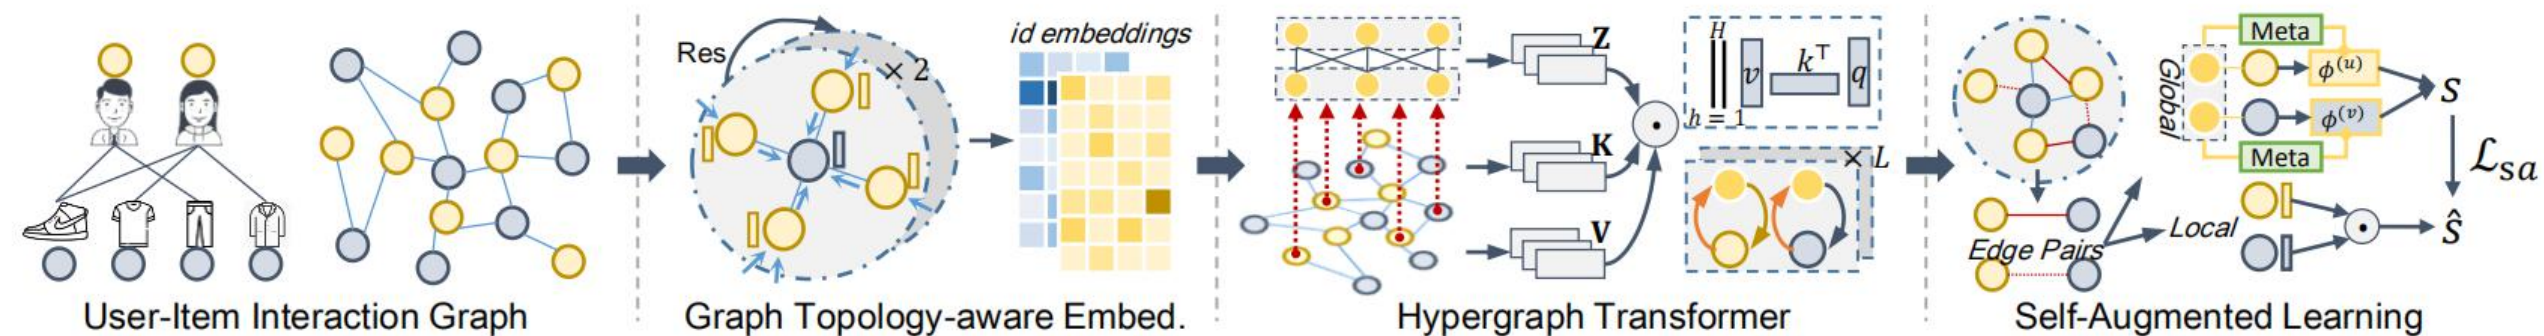 User-Item Interaction Graph
Res
× 2
id embeddings
Graph Topology-aware Embed.
Z
K
V
H
h = 1
v
k⊤
q
× L
Hypergraph Transformer
Edge Pairs
Global
Local
Meta
ϕ(u)
ϕ(v)
Meta
s
ℒsa
ŝ
Self-Augmented Learning